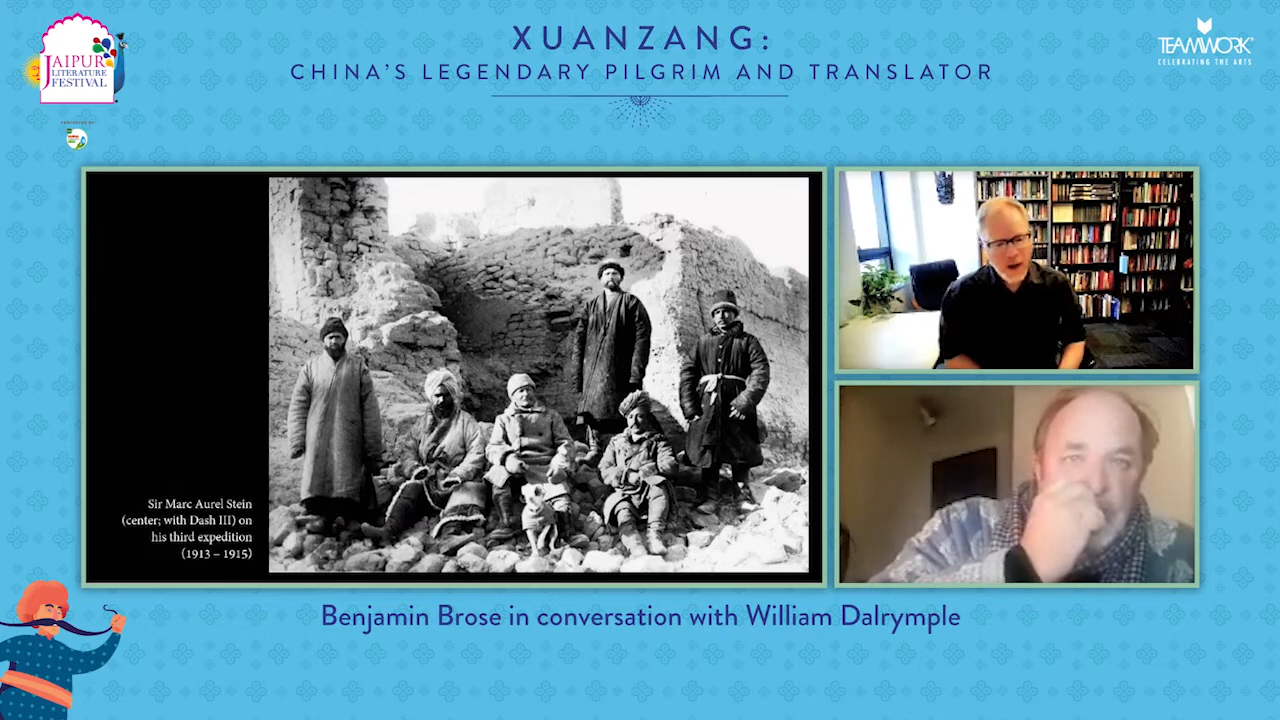 XUANZANG:
CHINA'S LEGENDARY PILGRIM AND TRANSLATOR
JAIPUR
LITERATURE
FESTIVAL
TEAMWORK
CELEBRATING THE ARTS
Sir Marc Aurel Stein
(center; with Dash III) on
his third expedition
(1913 – 1915)
Benjamin Brose in conversation with William Dalrymple